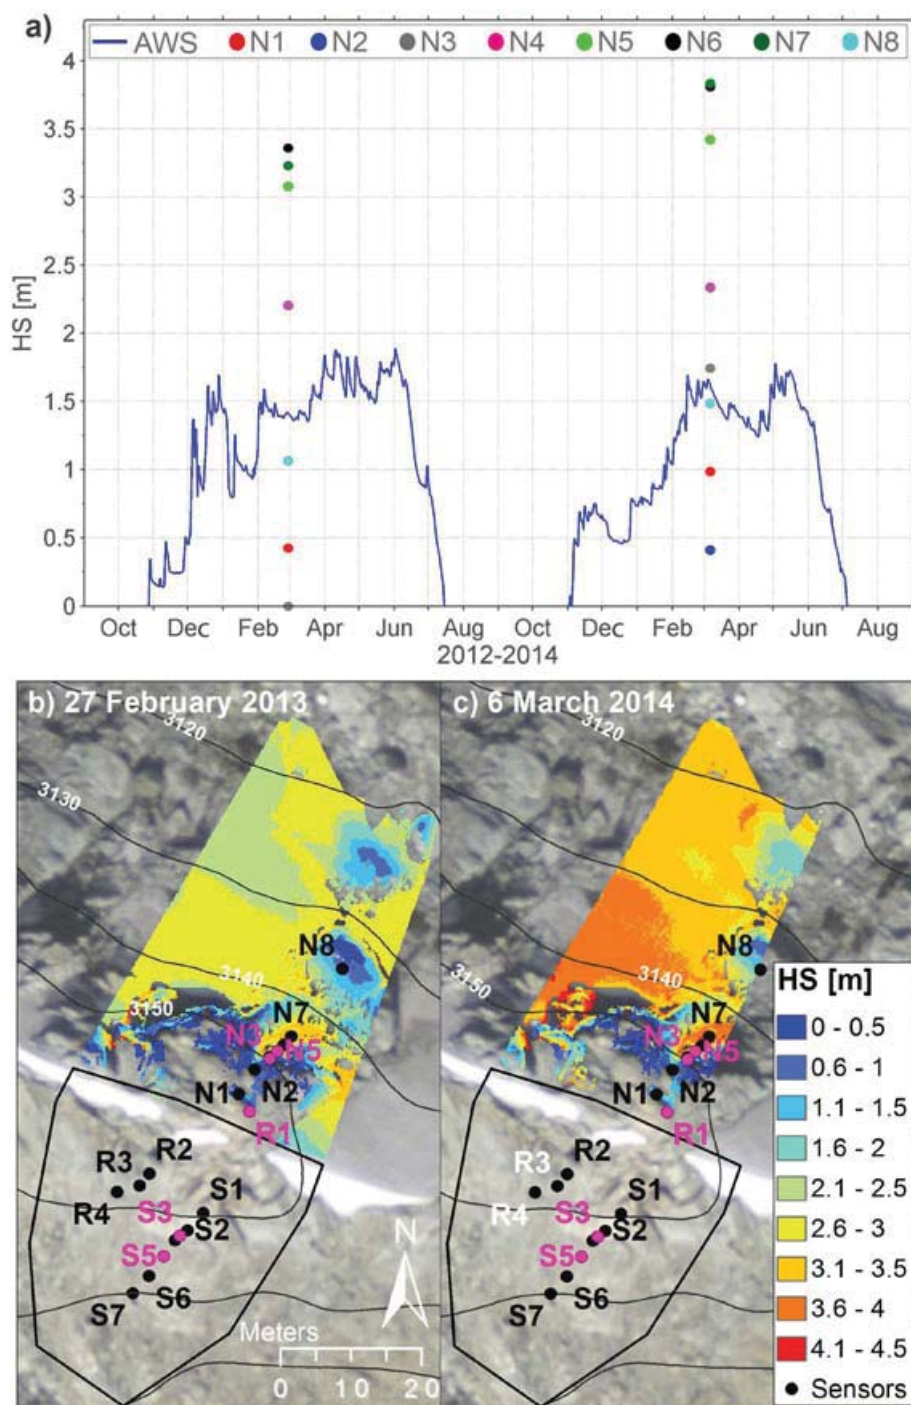 a)
AWS N1 N2 N3 N4 N5 N6 N7 N8
4
3.5
3
2.5
2
1.5
1
0.5
0
HS [m]
Oct Dec Feb Apr Jun Aug Oct Dec Feb Apr Jun Aug
2012-2014
b) 27 February 2013
3120
3130
3140
3150
N8
N7
N3
N5
N1
N2
R1
R3
R2
R4
S1
S3
S2
S5
S6
S7
N
Meters
0 10 20
c) 6 March 2014
3120
3130
3140
3150
N8
N7
N3
N5
N1
N2
R1
R3
R2
R4
S1
S3
S2
S5
S6
S7
HS [m]
0 - 0.5
0.6 - 1
1.1 - 1.5
1.6 - 2
2.1 - 2.5
2.6 - 3
3.1 - 3.5
3.6 - 4
4.1 - 4.5
Sensors